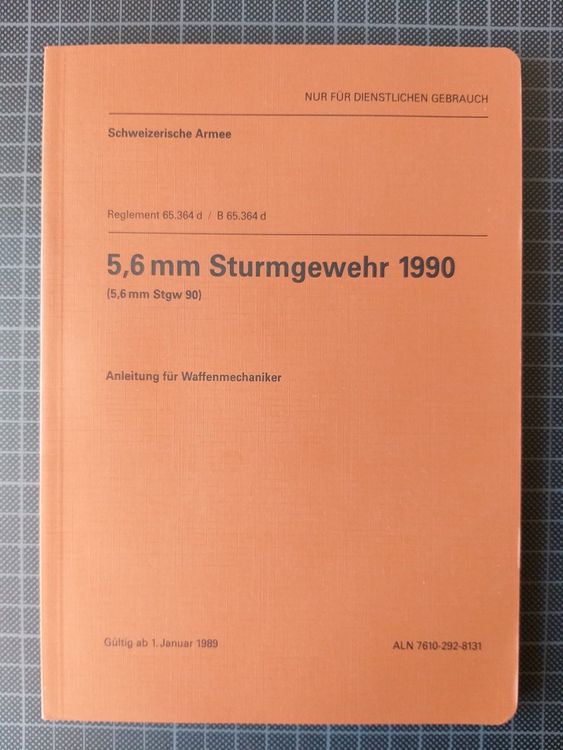 NUR FÜR DIENSTLICHEN GEBRAUCH
Schweizerische Armee
Reglement 65.364 d / B 65.364 d
5,6 mm Sturmgewehr 1990
(5,6 mm Stgw 90)
Anleitung für Waffenmechaniker
Gültig ab 1. Januar 1989
ALN 7610-292-8131